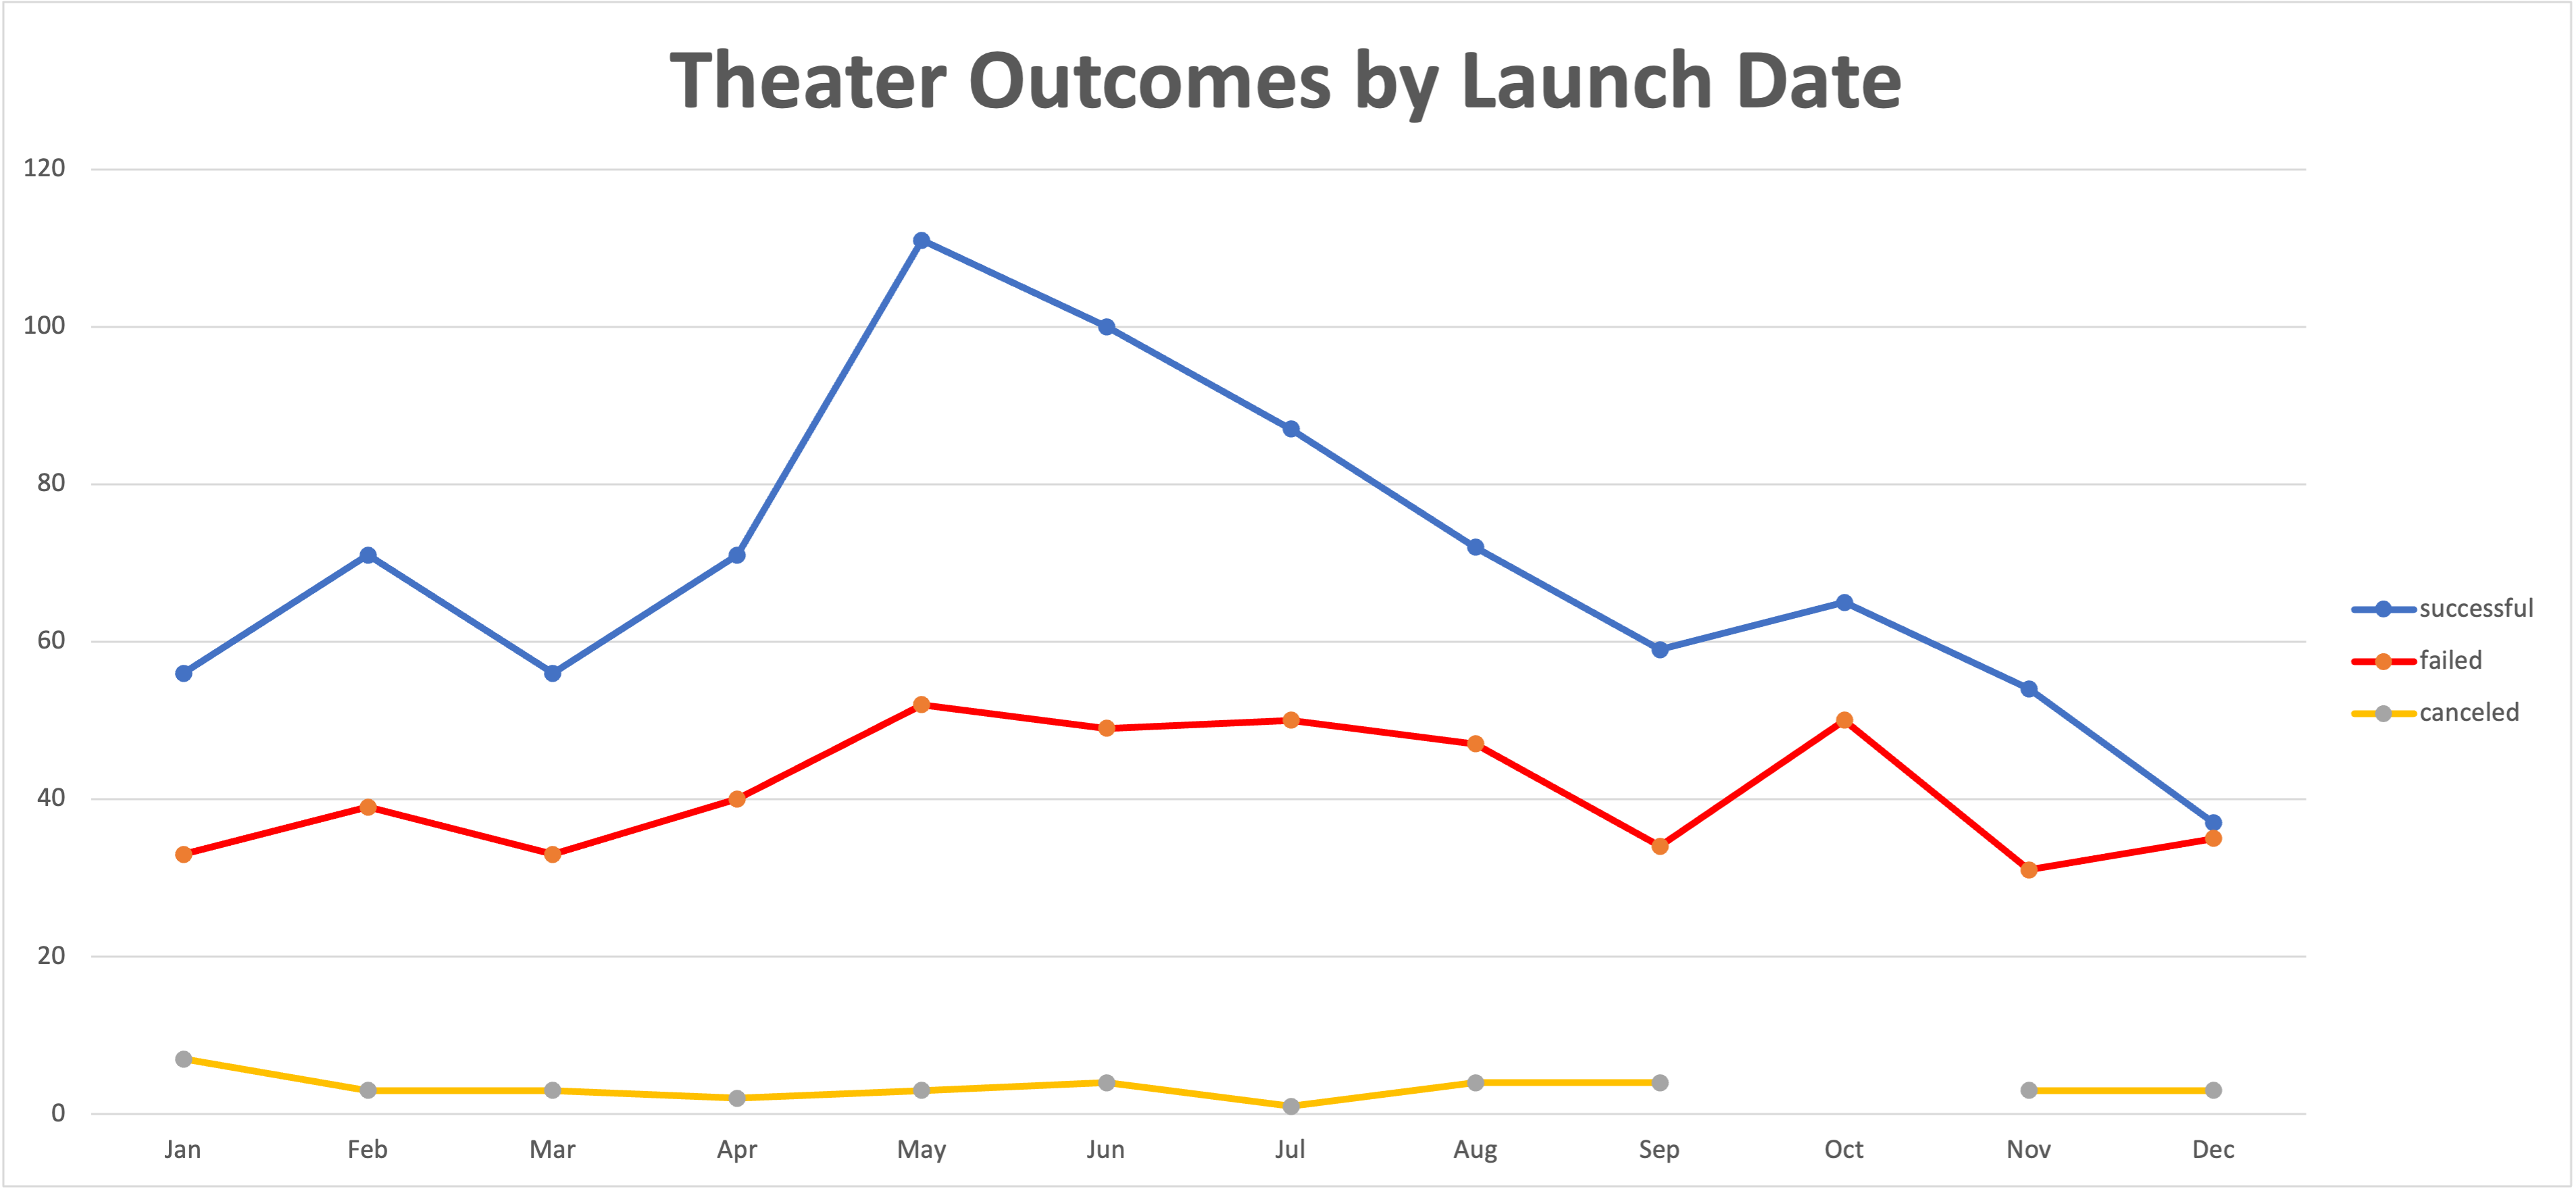 Theater Outcomes by Launch Date
120
100
80
60
40
20
0
Jan Feb Mar Apr May Jun Jul Aug Sep Oct Nov Dec
successful
failed
canceled